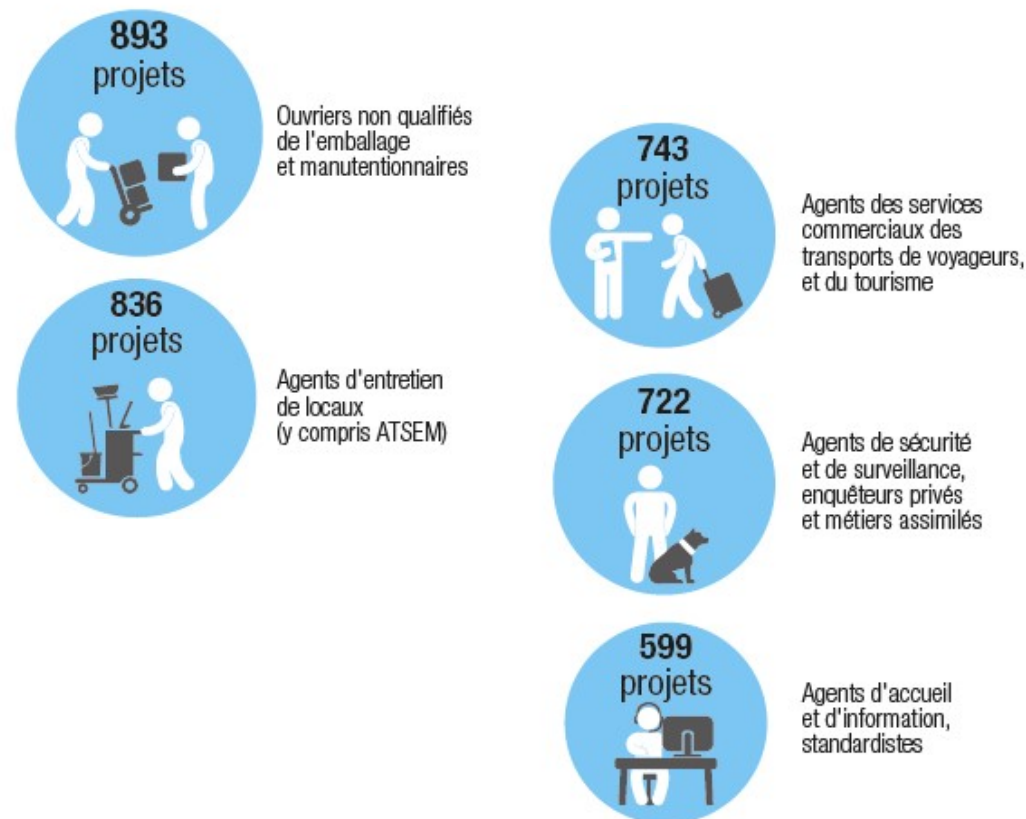 893
projets
Ouvriers non qualifiés
de l'emballage
et manutentionnaires
836
projets
Agents d'entretien
de locaux
(y compris ATSEM)
743
projets
Agents des services
commerciaux des
transports de voyageurs,
et du tourisme
722
projets
Agents de sécurité
et de surveillance,
enquêteurs privés
et métiers assimilés
599
projets
Agents d'accueil
et d'information,
standardistes